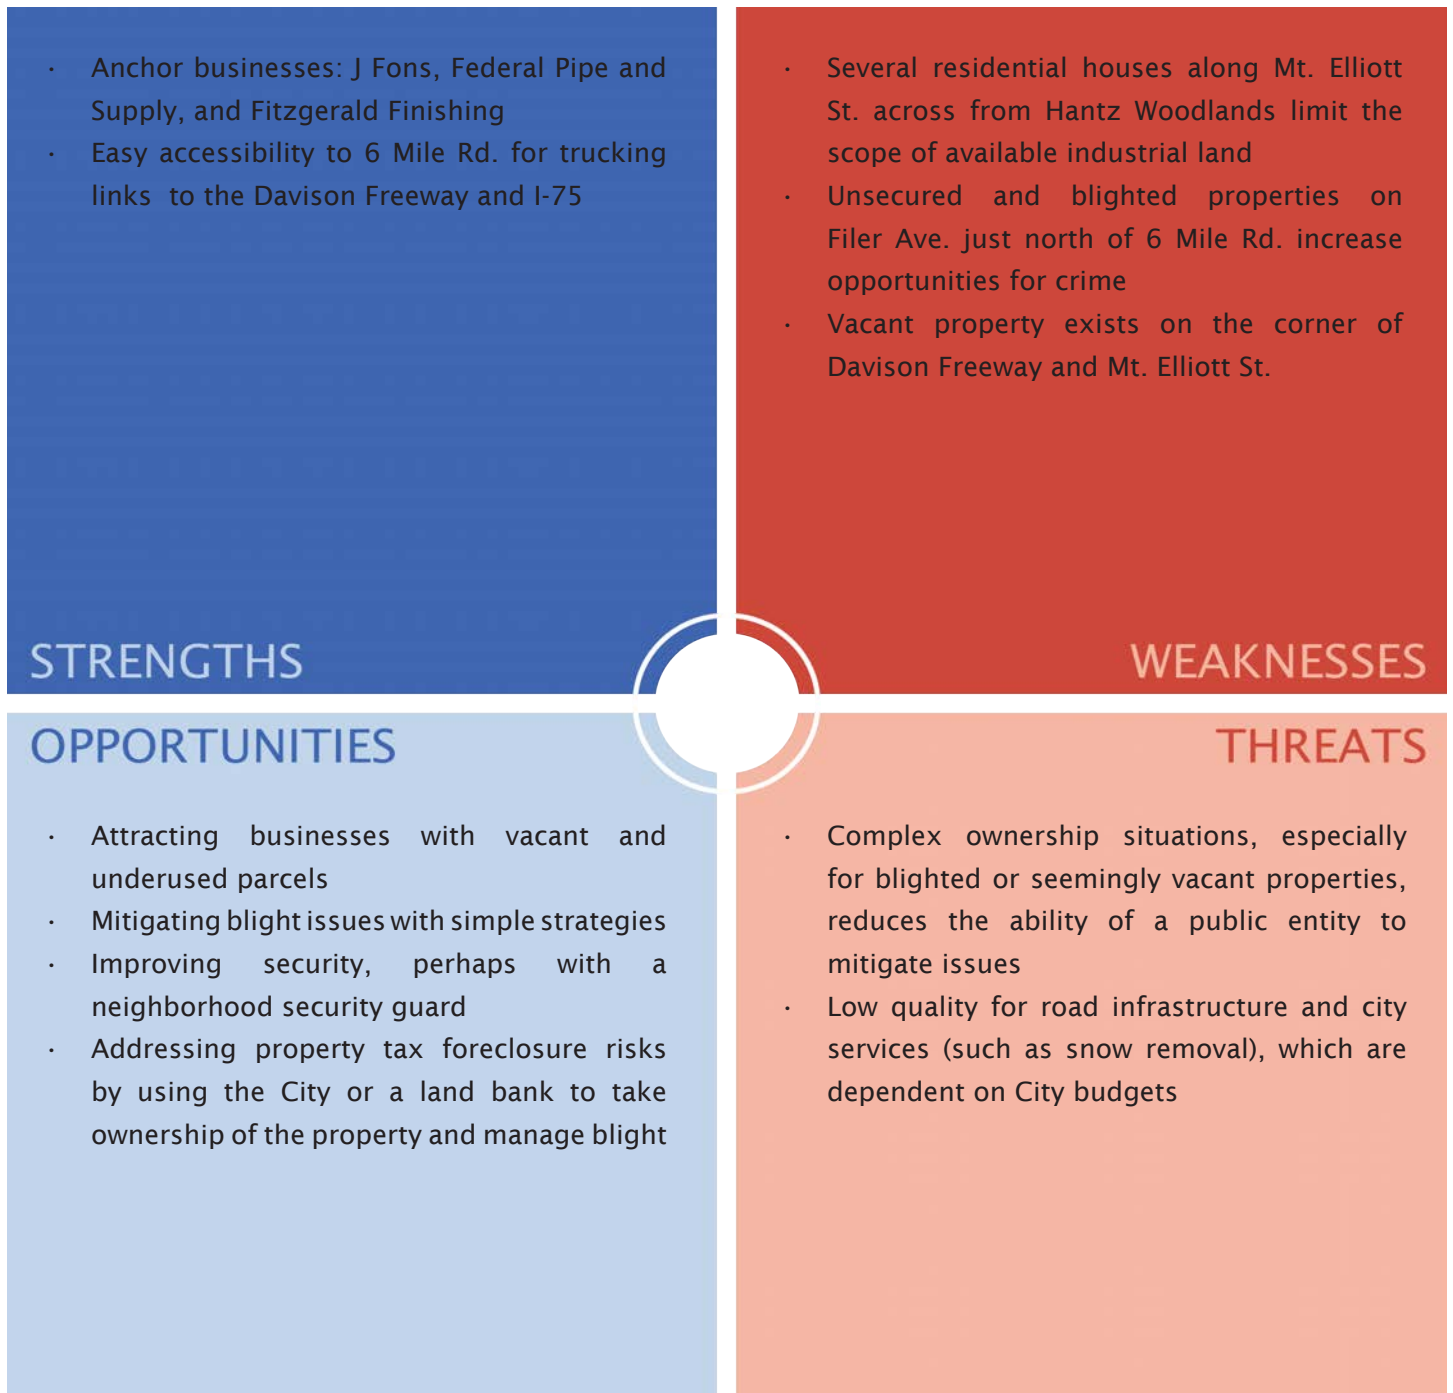 · Anchor businesses: J Fons, Federal Pipe and
Supply, and Fitzgerald Finishing
· Easy accessibility to 6 Mile Rd. for trucking
links to the Davison Freeway and I-75
STRENGTHS
· Several residential houses along Mt. Elliott
St. across from Hantz Woodlands limit the
scope of available industrial land
· Unsecured and blighted properties on
Filer Ave. just north of 6 Mile Rd. increase
opportunities for crime
· Vacant property exists on the corner of
Davison Freeway and Mt. Elliott St.
WEAKNESSES
OPPORTUNITIES
· Attracting businesses with vacant and
underused parcels
· Mitigating blight issues with simple strategies
· Improving security, perhaps with a
neighborhood security guard
· Addressing property tax foreclosure risks
by using the City or a land bank to take
ownership of the property and manage blight
THREATS
· Complex ownership situations, especially
for blighted or seemingly vacant properties,
reduces the ability of a public entity to
mitigate issues
· Low quality for road infrastructure and city
services (such as snow removal), which are
dependent on City budgets